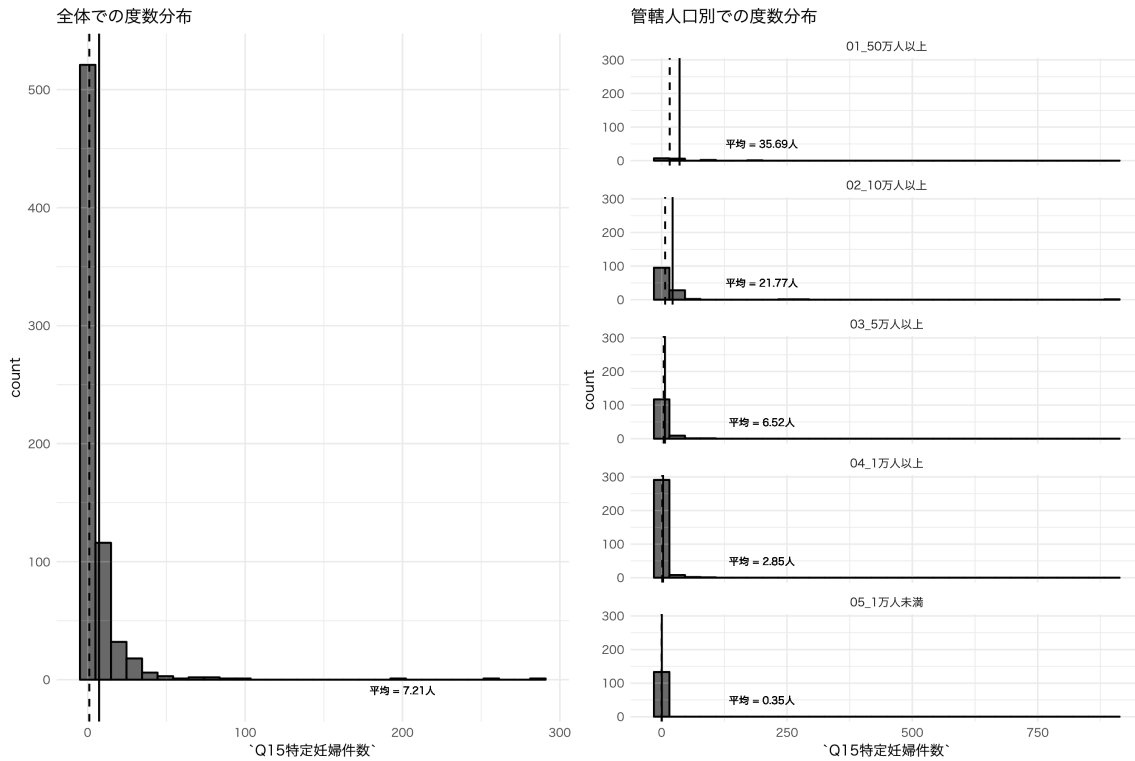 全体での度数分布
500
400
300
200
100
0
count
平均 = 7.21人
0
100
200
300
`Q15特定妊婦件数`
管轄人口別での度数分布
01_50万人以上
300
200
100
0
平均 = 35.69人
02_10万人以上
300
200
100
0
平均 = 21.77人
03_5万人以上
300
200
100
0
平均 = 6.52人
04_1万人以上
300
200
100
0
平均 = 2.85人
05_1万人未満
300
200
100
0
平均 = 0.35人
count
0
250
500
750
`Q15特定妊婦件数`